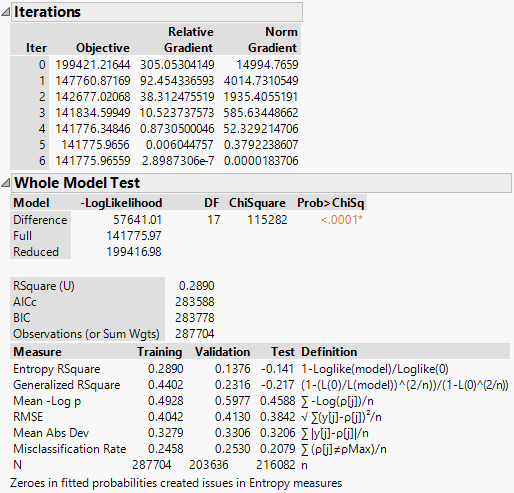 Iterations
Relative Norm
Iter Objective Gradient Gradient
0 199421.21644 305.05304149 14994.7659
1 147760.87169 92.454336593 4014.7310549
2 142677.02068 38.312475519 1935.4055191
3 141834.59949 10.523737573 585.63448662
4 141776.34846 0.8730500046 52.329214706
5 141775.9656 0.006044757 0.3792238607
6 141775.96559 2.8987306e-7 0.0000183706
Whole Model Test
Model -LogLikelihood DF ChiSquare Prob>ChiSq
Difference 57641.01 17 115282 <.0001*
Full 141775.97
Reduced 199416.98
RSquare (U) 0.2890
AICc 283588
BIC 283778
Observations (or Sum Wgts) 287704
Measure Training Validation Test Definition
Entropy RSquare 0.2890 0.1376 -0.141 1-Loglike(model)/Loglike(0)
Generalized RSquare 0.4402 0.2316 -0.217 (1-(L(0)/L(model))^(2/n))/(1-L(0)^(2/n))
Mean -Log p 0.4928 0.5977 0.4588 ∑ -Log(ρ[j])/n
RMSE 0.4042 0.4130 0.3842 √ ∑(y[j]-ρ[j])²/n
Mean Abs Dev 0.3279 0.3306 0.3206 ∑ |y[j]-ρ[j]|/n
Misclassification Rate 0.2458 0.2530 0.2079 ∑ (ρ[j]≠ρMax)/n
N 287704 203636 216082 n
Zeroes in fitted probabilities created issues in Entropy measures